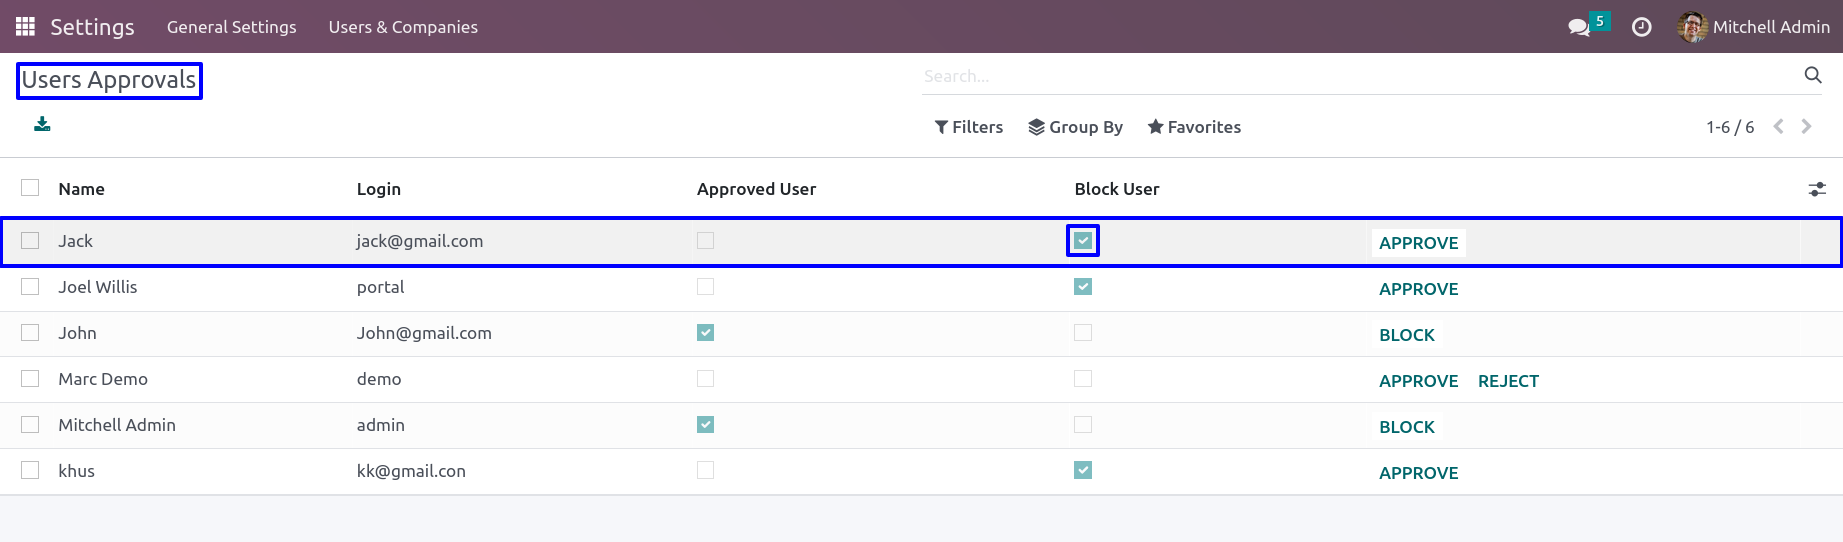 Settings General Settings Users & Companies 5 Mitchell Admin
Users Approvals Search...
Filters Group By Favorites 1-6 / 6
Name Login Approved User Block User
Jack jack@gmail.com APPROVE
Joel Willis portal APPROVE
John John@gmail.com BLOCK
Marc Demo demo APPROVE REJECT
Mitchell Admin admin BLOCK
khus kk@gmail.con APPROVE